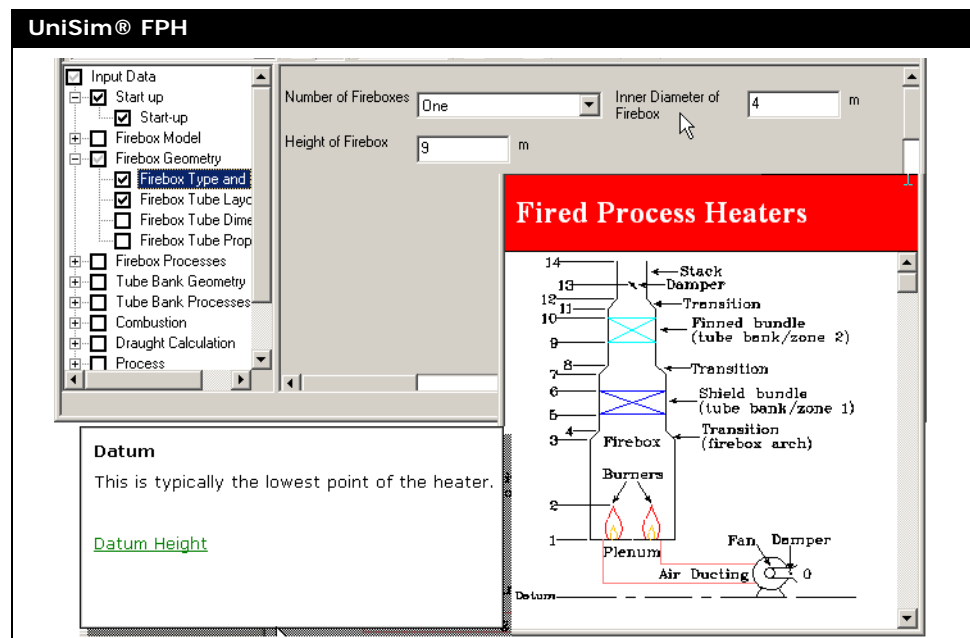 UniSim® FPH
Input Data
Start up
Start-up
Firebox Model
Firebox Geometry
Firebox Type and
Firebox Tube Layc
Firebox Tube Dime
Firebox Tube Prop
Firebox Processes
Tube Bank Geometry
Tube Bank Processes
Combustion
Draught Calculation
Process
Number of Fireboxes
One
Inner Diameter of
Firebox
4
m
Height of Firebox
9
m
Fired Process Heaters
14
Stack
13
Damper
12
11
Transition
10
Finned bundle
(tube bank/zone 2)
9
8
7
Transition
6
Shield bundle
(tube bank/zone 1)
5
4
Transition
3
Firebox
(firebox arch)
Burners
2
1
Plenum
Fan
Damper
Air Ducting
0
Datum
Datum
This is typically the lowest point of the heater.
Datum Height